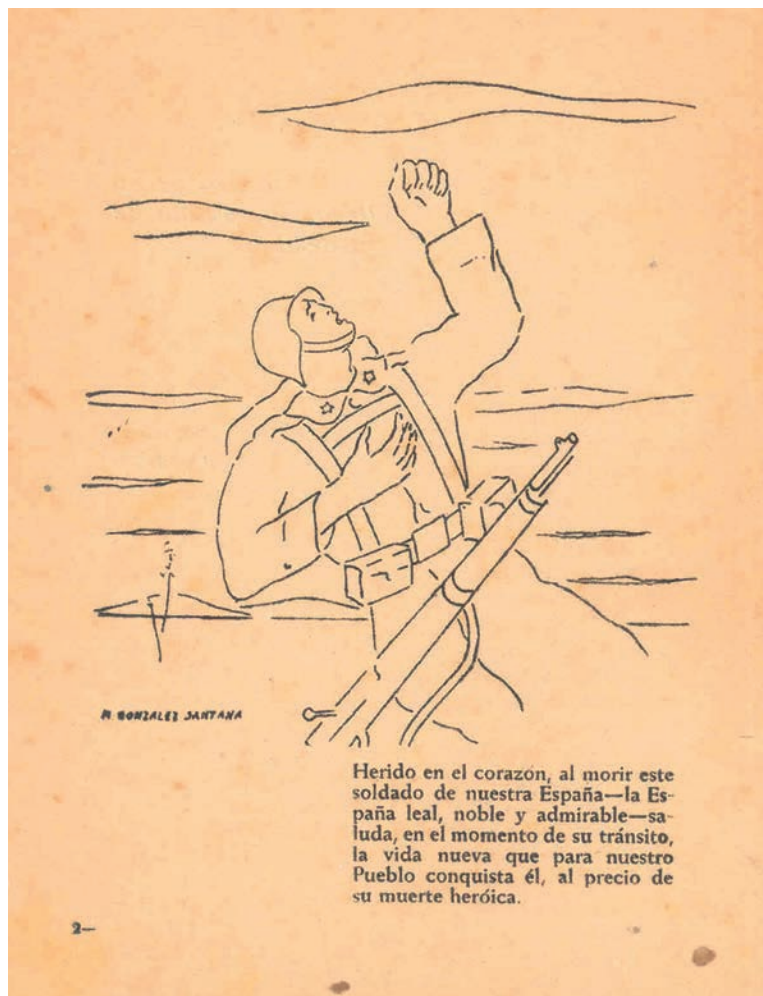 M GONZALEZ SANTANA
Herido en el corazón, al morir este
soldado de nuestra España—la Es-
paña leal, noble y admirable—sa-
luda, en el momento de su tránsito,
la vida nueva que para nuestro
Pueblo conquista él, al precio de
su muerte heróica.
2—